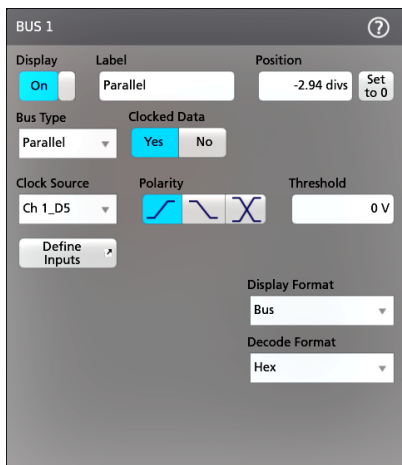 BUS 1
?
Display Label Position
On Parallel -2.94 divs Set
to 0
Bus Type Clocked Data
Parallel Yes No
Clock Source Polarity Threshold
Ch 1_D5 0 V
Define
Inputs
Display Format
Bus
Decode Format
Hex